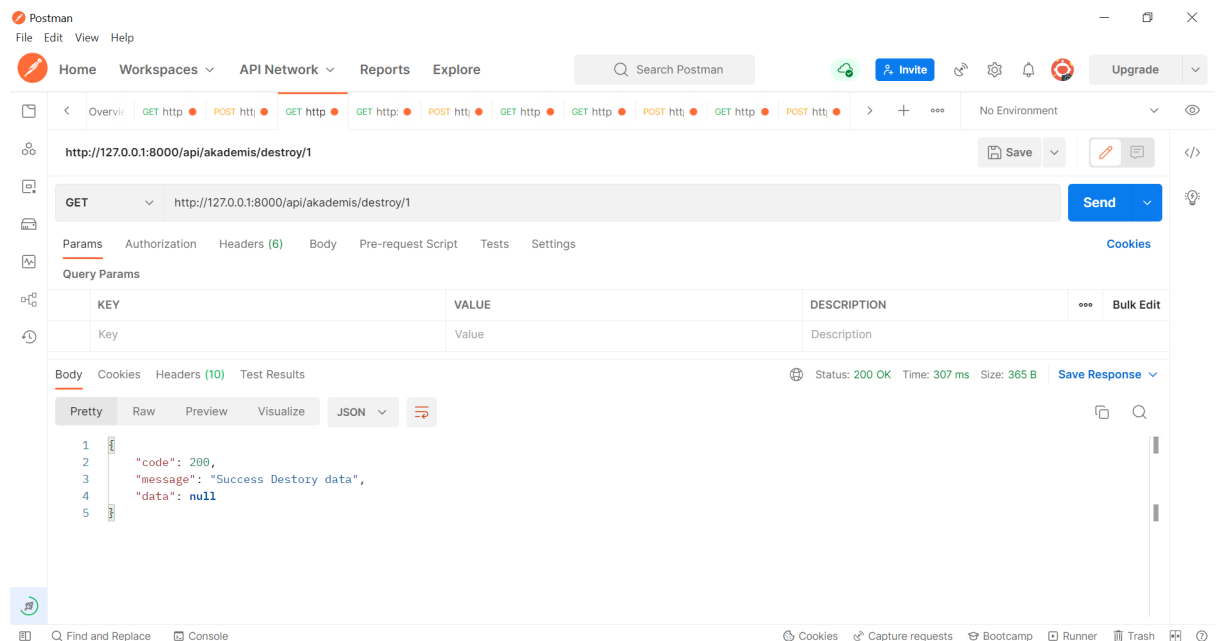 Postman
File Edit View Help
Home Workspaces API Network Reports Explore Search Postman Invite Upgrade
Overvie GET http POST htt GET http GET http: POST htt GET http GET http POST htt GET http POST htt No Environment
http://127.0.0.1:8000/api/akademis/destroy/1 Save
GET http://127.0.0.1:8000/api/akademis/destroy/1 Send
Params Authorization Headers (6) Body Pre-request Script Tests Settings Cookies
Query Params
KEY VALUE DESCRIPTION Bulk Edit
Key Value Description
Body Cookies Headers (10) Test Results Status: 200 OK Time: 307 ms Size: 365 B Save Response
Pretty Raw Preview Visualize JSON
1 {
2 "code": 200,
3 "message": "Success Destory data",
4 "data": null
5 }
Find and Replace Console Cookies Capture requests Bootcamp Runner Trash